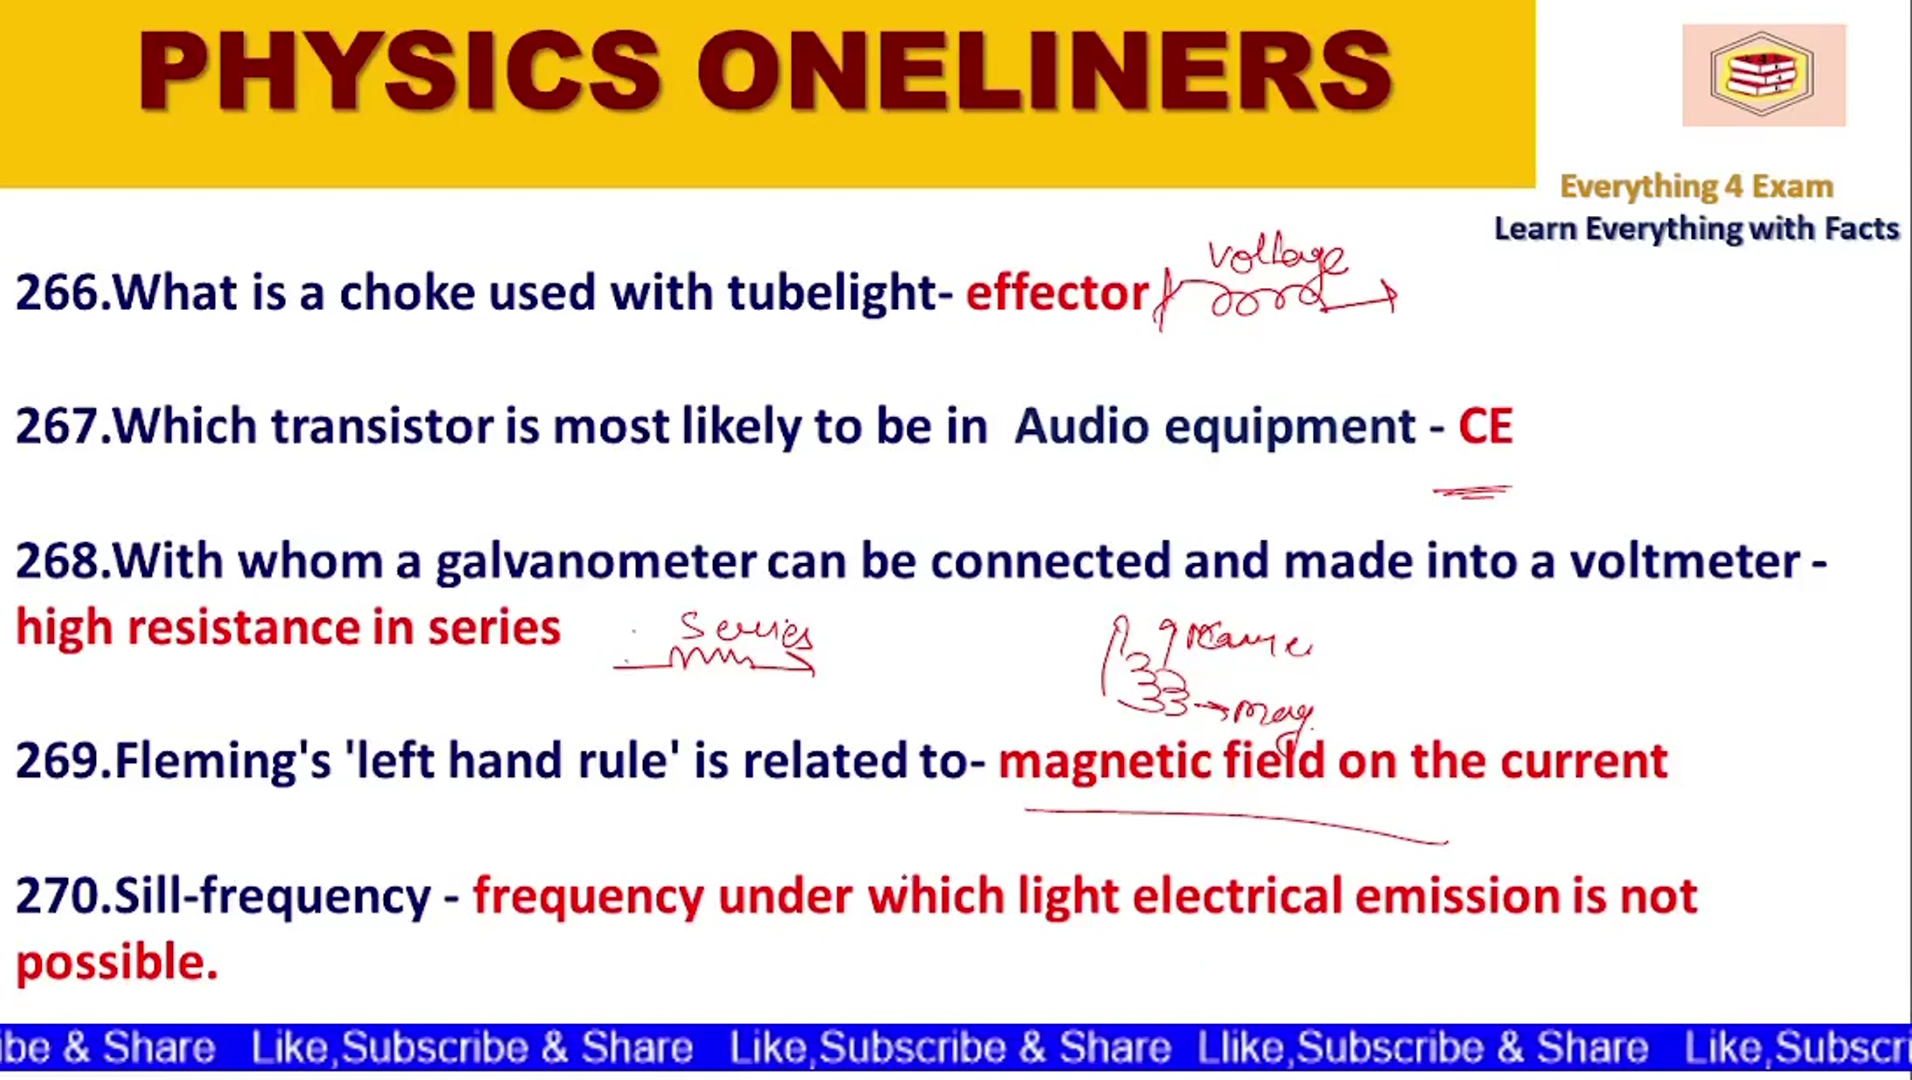 PHYSICS ONELINERS
Everything 4 Exam
Learn Everything with Facts
voltage
266.What is a choke used with tubelight- effector
267.Which transistor is most likely to be in Audio equipment - CE
268.With whom a galvanometer can be connected and made into a voltmeter -
high resistance in series
series
mag
269.Fleming's 'left hand rule' is related to- magnetic field on the current
270.Sill-frequency - frequency under which light electrical emission is not
possible.
ibe & Share Like,Subscribe & Share Like,Subscribe & Share Llike,Subscribe & Share Like,Subscri